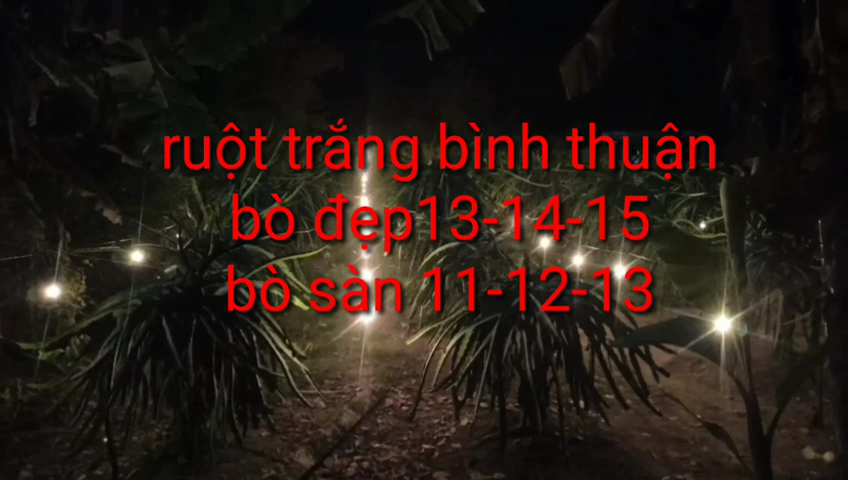 ruột trắng bình thuận
bò đẹp13-14-15
bò sàn 11-12-13